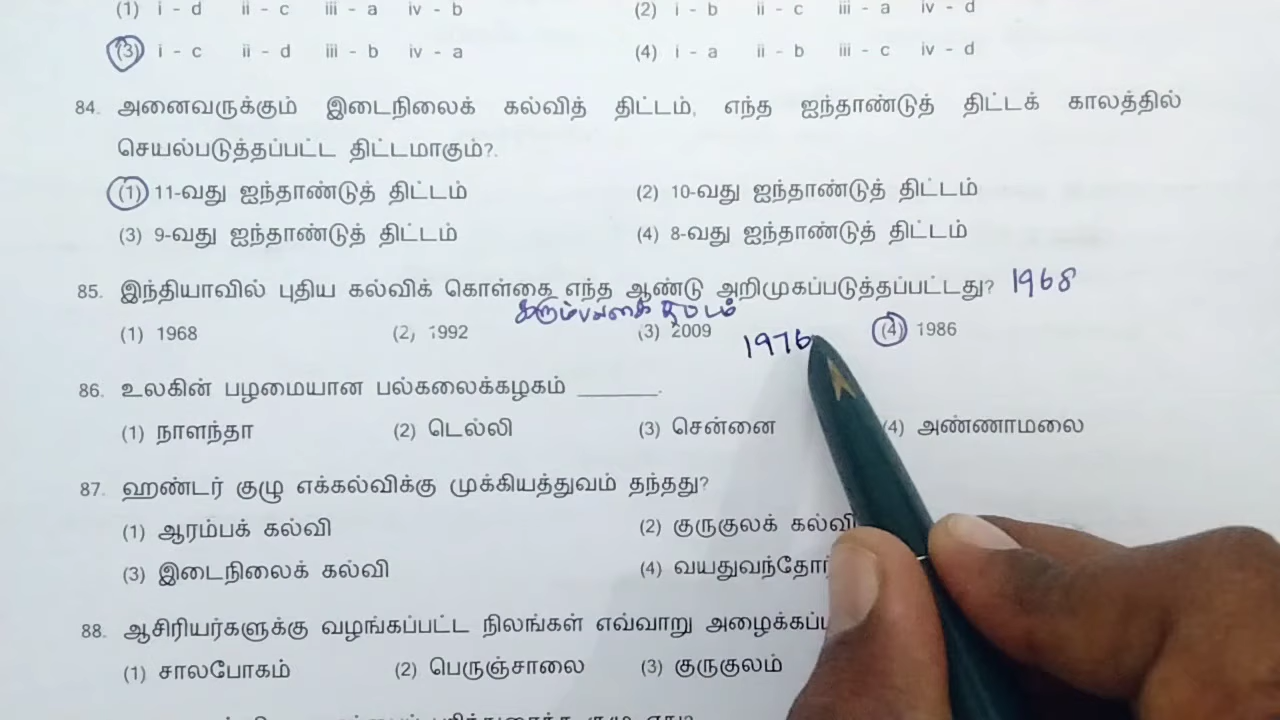 (1) i - d ii - c iii - a iv - b (2) i - b ii - c iii - a iv - d
(3) i - c ii - d iii - b iv - a (4) i - a ii - b iii - c iv - d
84. அனைவருக்கும் இடைநிலைக் கல்வித் திட்டம், எந்த ஐந்தாண்டுத் திட்டக் காலத்தில்
செயல்படுத்தப்பட்ட திட்டமாகும்?.
(1) 11-வது ஐந்தாண்டுத் திட்டம் (2) 10-வது ஐந்தாண்டுத் திட்டம்
(3) 9-வது ஐந்தாண்டுத் திட்டம் (4) 8-வது ஐந்தாண்டுத் திட்டம்
85. இந்தியாவில் புதிய கல்விக் கொள்கை எந்த ஆண்டு அறிமுகப்படுத்தப்பட்டது? 1968
கரும்பலகை திட்டம்
(1) 1968 (2) 1992 (3) 2009 1976 (4) 1986
86. உலகின் பழமையான பல்கலைக்கழகம் ________.
(1) நாளந்தா (2) டெல்லி (3) சென்னை (4) அண்ணாமலை
87. ஹண்டர் குழு எக்கல்விக்கு முக்கியத்துவம் தந்தது?
(1) ஆரம்பக் கல்வி (2) குருகுலக் கல்வி
(3) இடைநிலைக் கல்வி (4) வயதுவந்தோர்
88. ஆசிரியர்களுக்கு வழங்கப்பட்ட நிலங்கள் எவ்வாறு அழைக்கப்ப
(1) சாலபோகம் (2) பெருஞ்சாலை (3) குருகுலம்